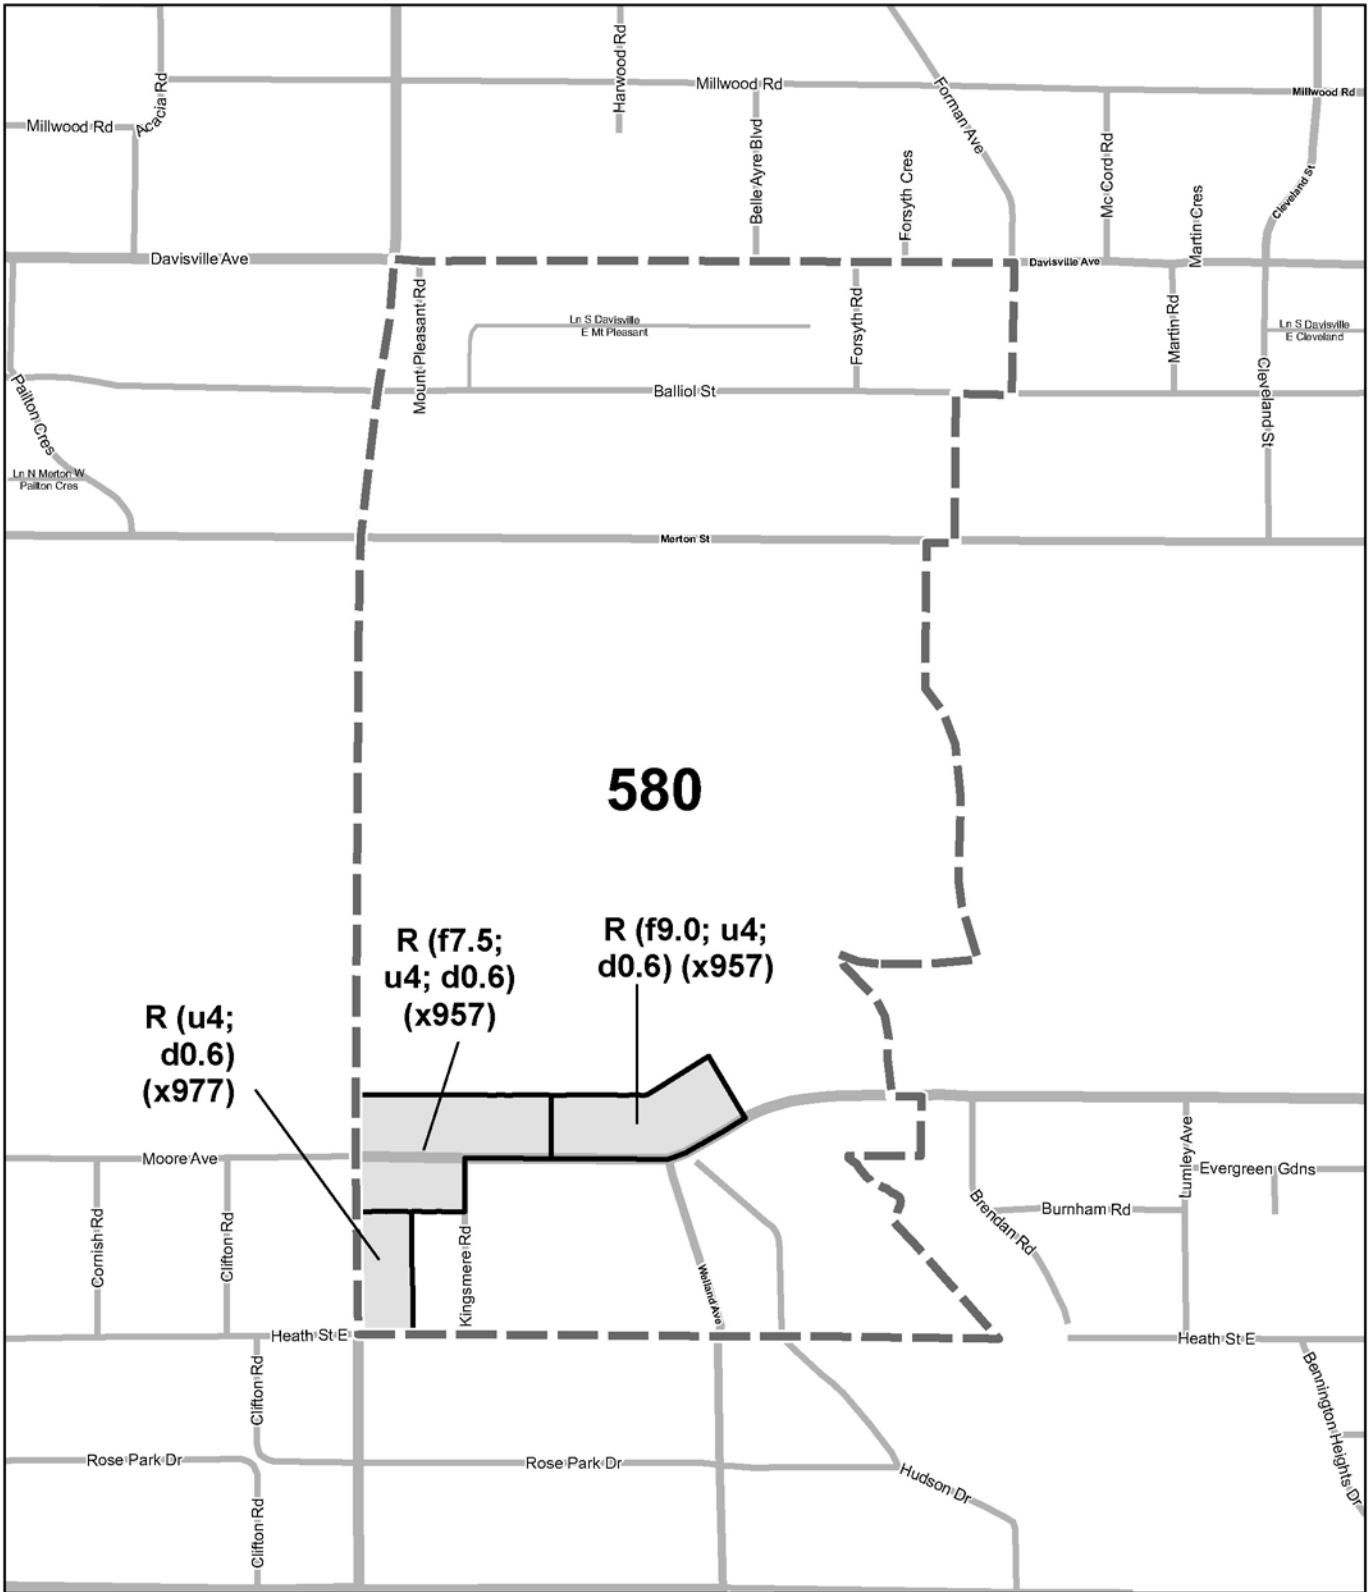 Harwood Rd
Millwood Rd
Acacia Rd
Millwood Rd
Forman Ave
Millwood Rd
Belle Ayre Blvd
Forsyth Cres
Mc Cord Rd
Martin Cres
Cleveland St
Davisville Ave
Davisville Ave
Mount Pleasant Rd
Ln S Davisville
E Mt Pleasant
Forsyth Rd
Martin Rd
Ln S Davisville
E Cleveland
Pailton Cres
Balliol St
Cleveland St
Ln N Merton W
Pailton Cres
Merton St
580
R (f7.5;
u4; d0.6)
(x957)
R (f9.0; u4;
d0.6) (x957)
R (u4;
d0.6)
(x977)
Moore Ave
Cornish Rd
Clifton Rd
Kingsmere Rd
Welland Ave
Brendan Rd
Burnham Rd
Lumley Ave
Evergreen Gdns
Heath St E
Heath St E
Clifton Rd
Bennington Heights Dr
Rose Park Dr
Rose Park Dr
Hudson Dr
Clifton Rd